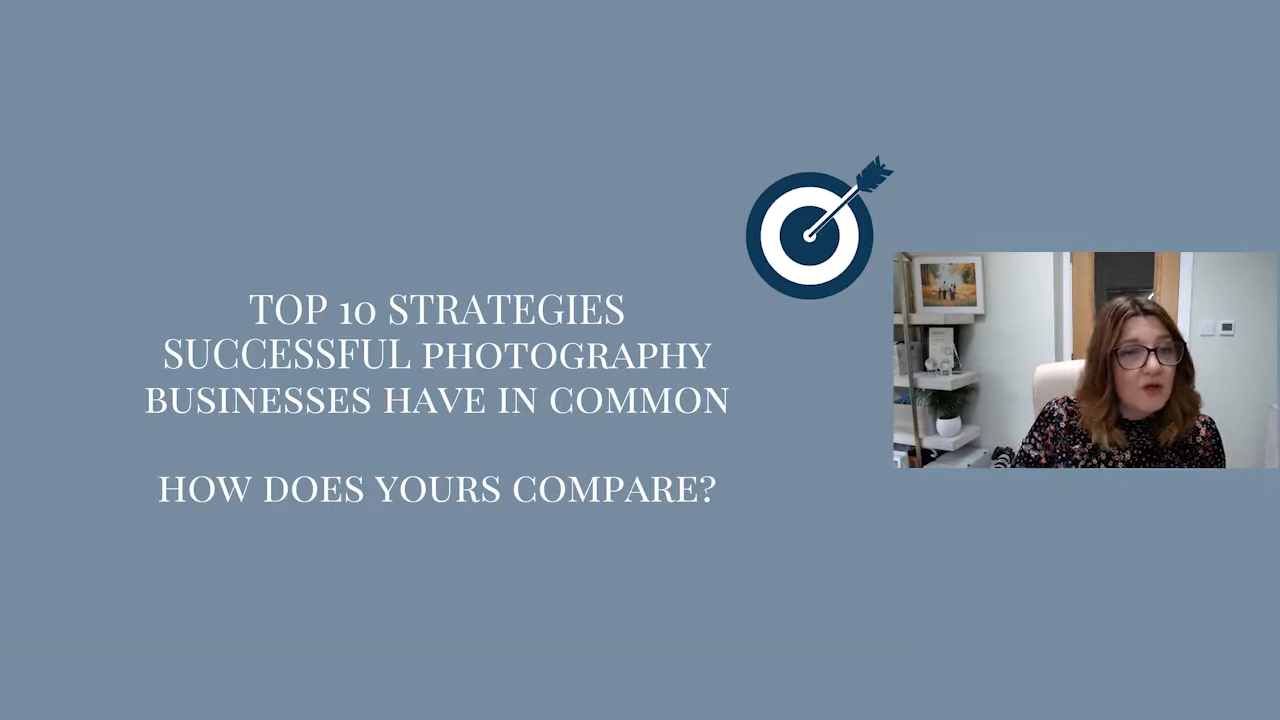 TOP 10 STRATEGIES
SUCCESSFUL PHOTOGRAPHY
BUSINESSES HAVE IN COMMON
HOW DOES YOURS COMPARE?